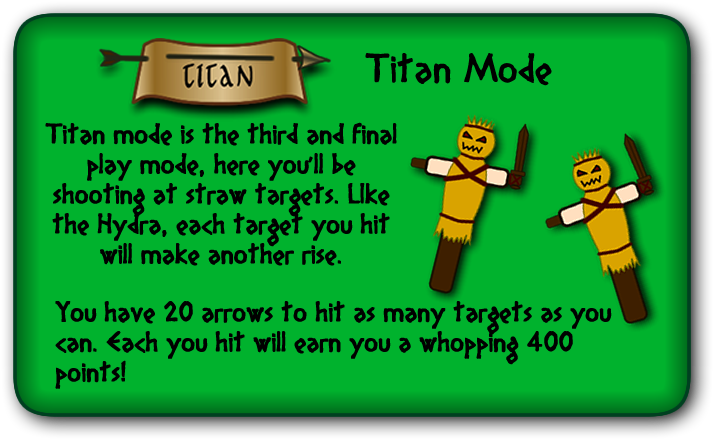 TITAN
Titan Mode
Titan mode is the third and final
play mode, here you'll be
shooting at straw targets. LIke
the Hydra, each target you hit
will make another rise.
You have 20 arrows to hit as many targets as you
can. Each you hit will earn you a whopping 400
points!